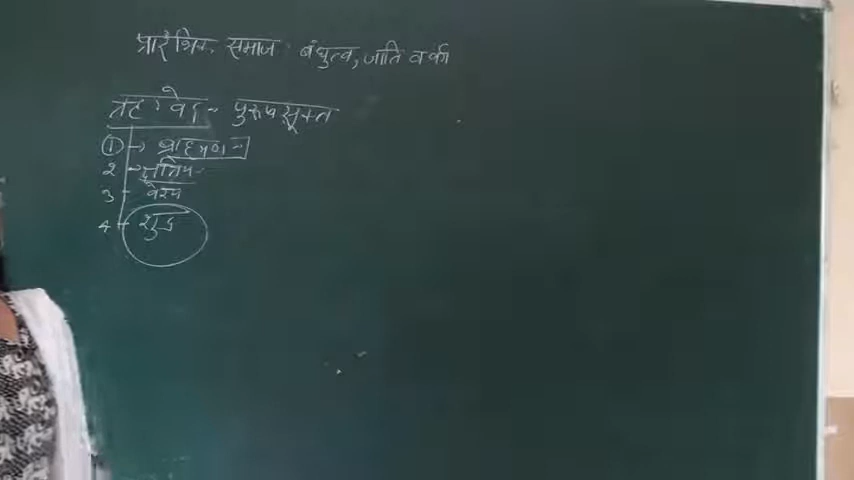 प्रारंभिक समाज : बंधुत्व, जाति व वर्ग
ऋग्वेद - पुरुषसूक्त
① → ब्राह्मण -
2 - क्षत्रिय -
3 - वैश्य
4 - शुद्र